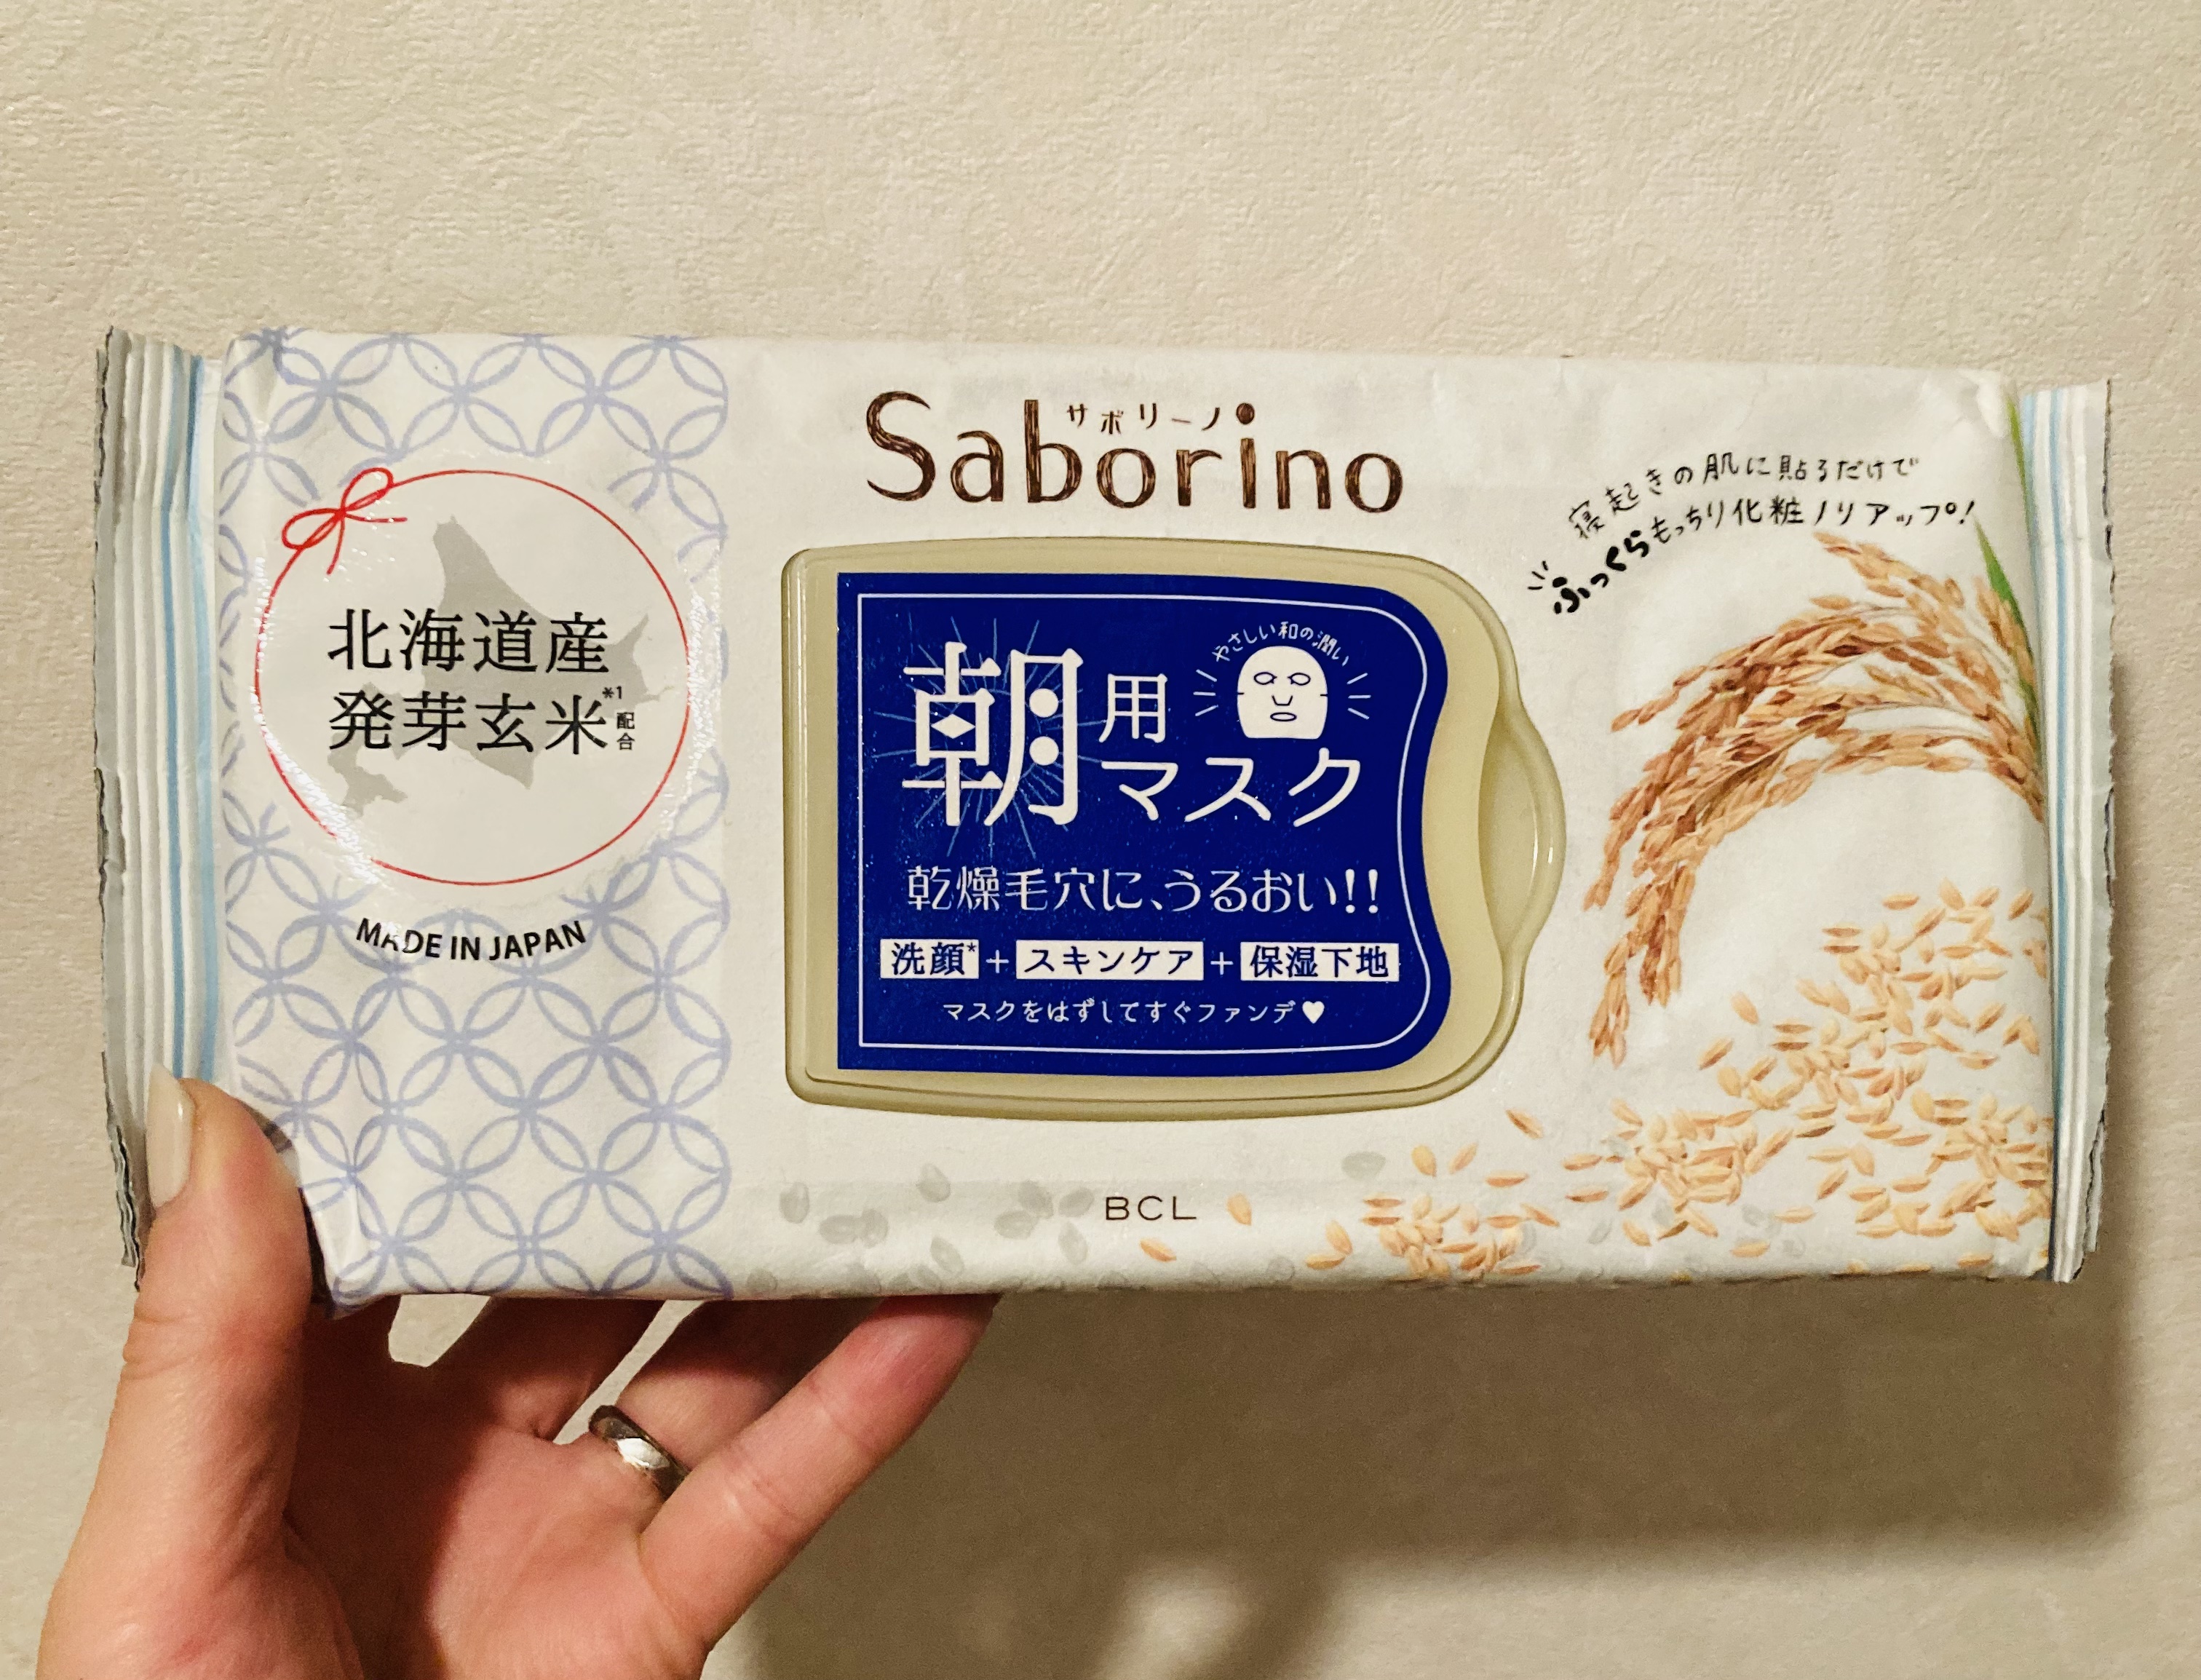 サボリーノ
Saborino
寝起きの肌に貼るだけで
ふっくらもっちり化粧ノリアップ!
北海道産
発芽玄米*1配合
MADE IN JAPAN
やさしい和の潤い
朝用マスク
乾燥毛穴に、うるおい!!
洗顔*+スキンケア+保湿下地
マスクをはずしてすぐファンデ♥
BCL